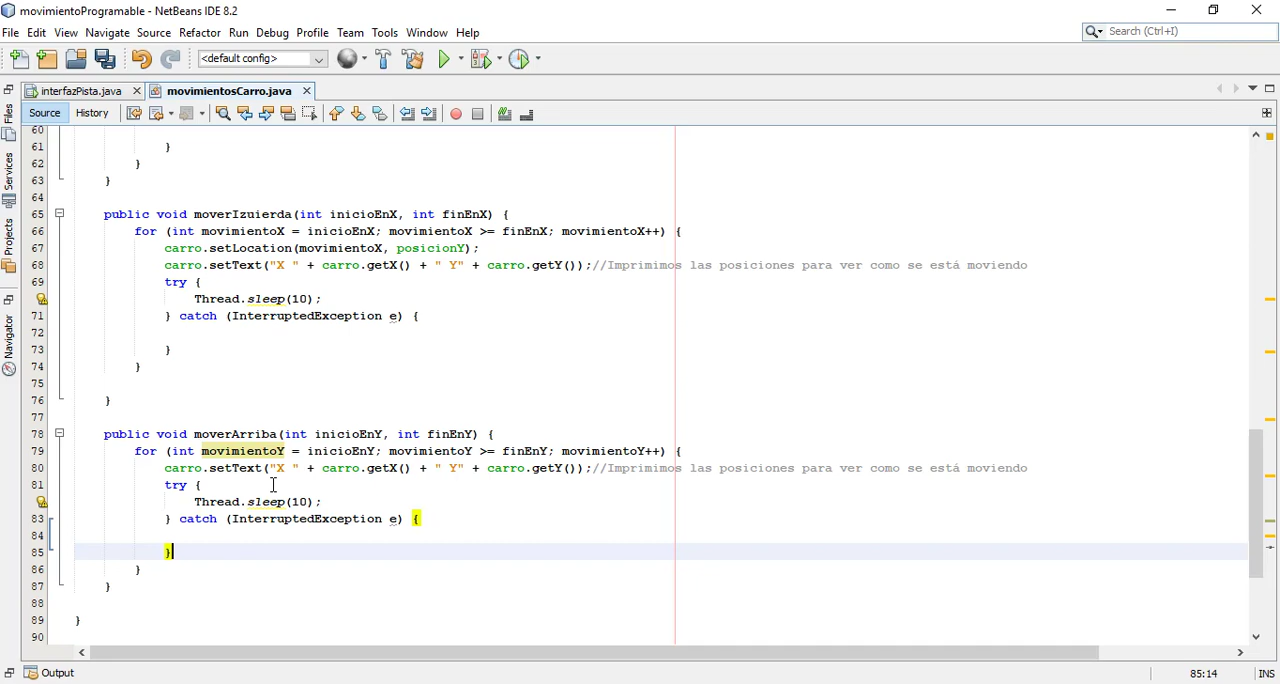 movimientoProgramable - NetBeans IDE 8.2
File Edit View Navigate Source Refactor Run Debug Profile Team Tools Window Help
Search (Ctrl+I)
<default config>
interfazPista.java movimientosCarro.java
Source History
Files
Services
Projects
Navigator
60
61 }
62 }
63 }
64
65 public void moverIzuierda(int inicioEnX, int finEnX) {
66 for (int movimientoX = inicioEnX; movimientoX >= finEnX; movimientoX++) {
67 carro.setLocation(movimientoX, posicionY);
68 carro.setText("X " + carro.getX() + " Y" + carro.getY());//Imprimimos las posiciones para ver como se está moviendo
69 try {
Thread.sleep(10);
71 } catch (InterruptedException e) {
72
73 }
74 }
75
76 }
77
78 public void moverArriba(int inicioEnY, int finEnY) {
79 for (int movimientoY = inicioEnY; movimientoY >= finEnY; movimientoY++) {
80 carro.setText("X " + carro.getX() + " Y" + carro.getY());//Imprimimos las posiciones para ver como se está moviendo
81 try {
Thread.sleep(10);
83 } catch (InterruptedException e) {
84
85 }
86 }
87 }
88
89 }
90
Output
85:14 INS